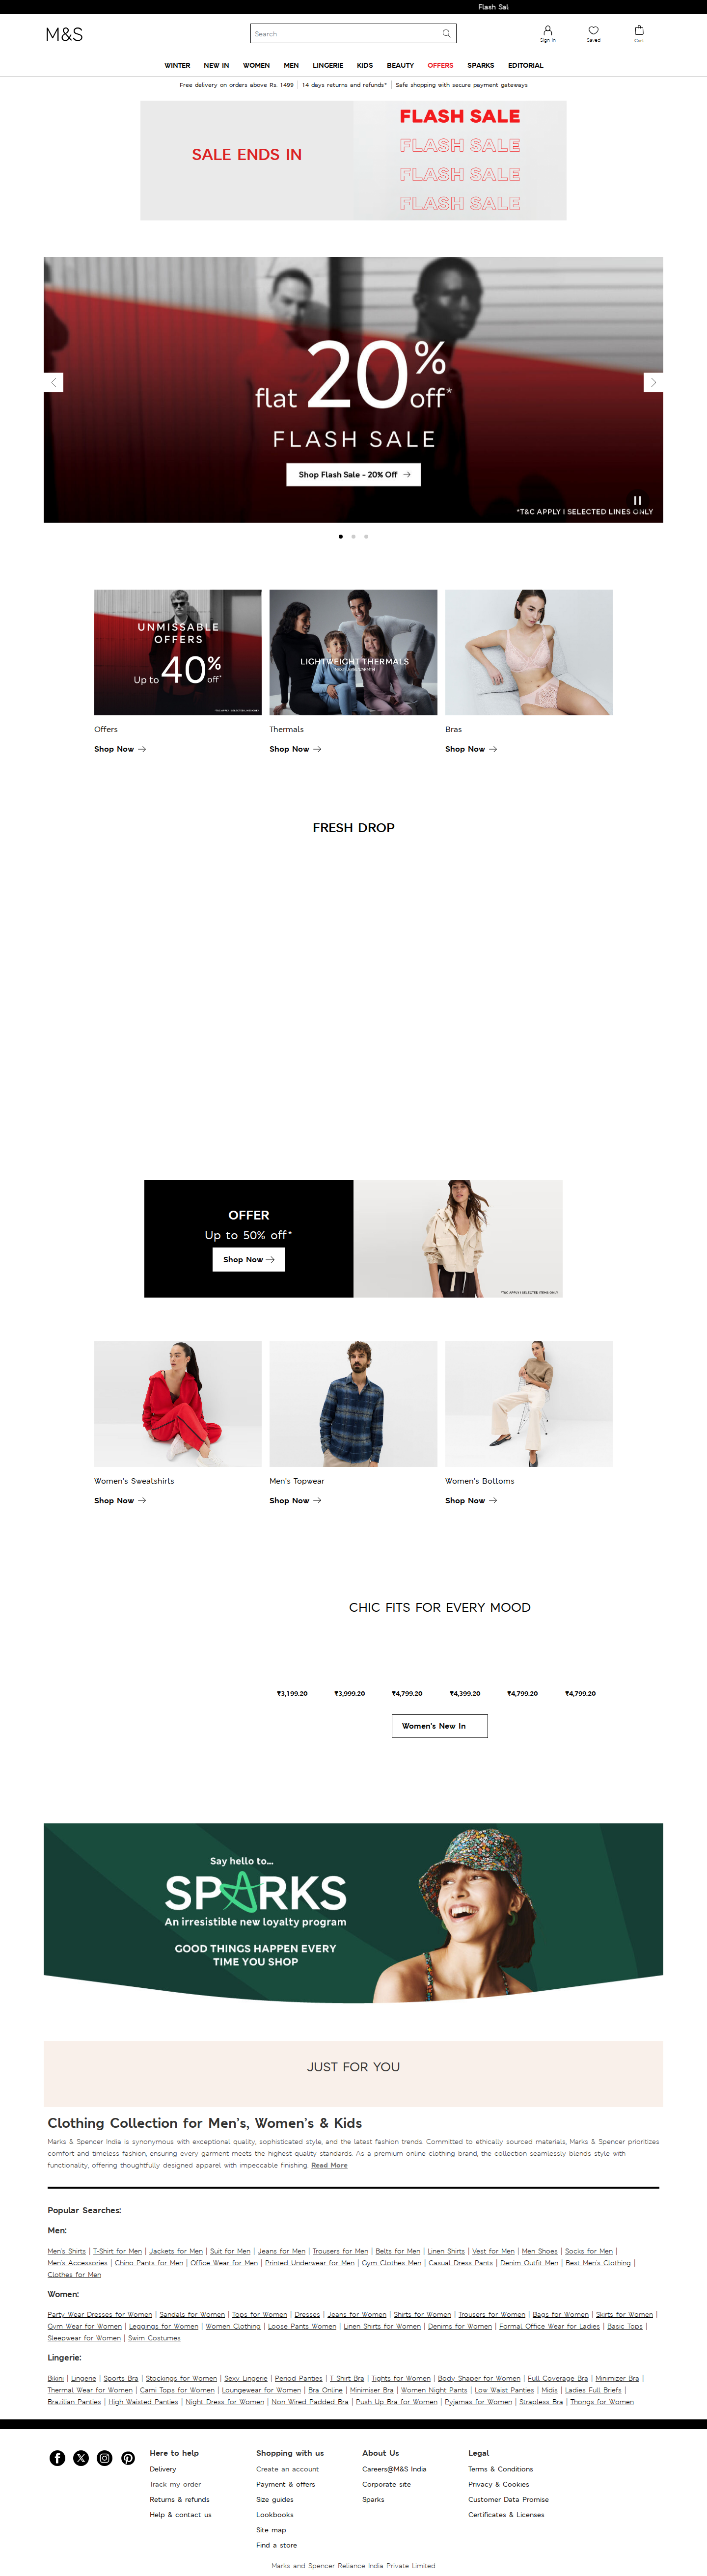 Flash Sal
M&S
Search
Sign in
Saved
Cart
WINTER NEW IN WOMEN MEN LINGERIE KIDS BEAUTY OFFERS SPARKS EDITORIAL
Free delivery on orders above Rs. 1499 | 14 days returns and refunds* | Safe shopping with secure payment gateways
SALE ENDS IN
FLASH SALE
FLASH SALE
FLASH SALE
FLASH SALE
flat 20% off*
FLASH SALE
Shop Flash Sale - 20% Off
*T&C APPLY I SELECTED LINES ONLY
UNMISSABLE
OFFERS
Up to 40% off*
LIGHTWEIGHT THERMALS
Offers
Thermals
Bras
Shop Now
Shop Now
Shop Now
FRESH DROP
OFFER
Up to 50% off*
Shop Now
*T&C APPLY I SELECTED ITEMS ONLY
Women's Sweatshirts
Men's Topwear
Women's Bottoms
Shop Now
Shop Now
Shop Now
CHIC FITS FOR EVERY MOOD
₹3,199.20 ₹3,999.20 ₹4,799.20 ₹4,399.20 ₹4,799.20 ₹4,799.20
Women's New In
Say hello to...
SPARKS
An irresistible new loyalty program
GOOD THINGS HAPPEN EVERY
TIME YOU SHOP
JUST FOR YOU
Clothing Collection for Men's, Women's & Kids
Marks & Spencer India is synonymous with exceptional quality, sophisticated style, and the latest fashion trends. Committed to ethically sourced materials, Marks & Spencer prioritizes
comfort and timeless fashion, ensuring every garment meets the highest quality standards. As a premium online clothing brand, the collection seamlessly blends style with
functionality, offering thoughtfully designed apparel with impeccable finishing. Read More
Popular Searches:
Men:
Men's Shirts | T-Shirt for Men | Jackets for Men | Suit for Men | Jeans for Men | Trousers for Men | Belts for Men | Linen Shirts | Vest for Men | Men Shoes | Socks for Men |
Men's Accessories | Chino Pants for Men | Office Wear for Men | Printed Underwear for Men | Gym Clothes Men | Casual Dress Pants | Denim Outfit Men | Best Men's Clothing |
Clothes for Men
Women:
Party Wear Dresses for Women | Sandals for Women | Tops for Women | Dresses | Jeans for Women | Shirts for Women | Trousers for Women | Bags for Women | Skirts for Women |
Gym Wear for Women | Leggings for Women | Women Clothing | Loose Pants Women | Linen Shirts for Women | Denims for Women | Formal Office Wear for Ladies | Basic Tops |
Sleepwear for Women | Swim Costumes
Lingerie:
Bikini | Lingerie | Sports Bra | Stockings for Women | Sexy Lingerie | Period Panties | T Shirt Bra | Tights for Women | Body Shaper for Women | Full Coverage Bra | Minimizer Bra |
Thermal Wear for Women | Cami Tops for Women | Loungewear for Women | Bra Online | Minimiser Bra | Women Night Pants | Low Waist Panties | Midis | Ladies Full Briefs |
Brazilian Panties | High Waisted Panties | Night Dress for Women | Non Wired Padded Bra | Push Up Bra for Women | Pyjamas for Women | Strapless Bra | Thongs for Women
Here to help
Delivery
Track my order
Returns & refunds
Help & contact us
Shopping with us
Create an account
Payment & offers
Size guides
Lookbooks
Site map
Find a store
About Us
Careers@M&S India
Corporate site
Sparks
Legal
Terms & Conditions
Privacy & Cookies
Customer Data Promise
Certificates & Licenses
Marks and Spencer Reliance India Private Limited